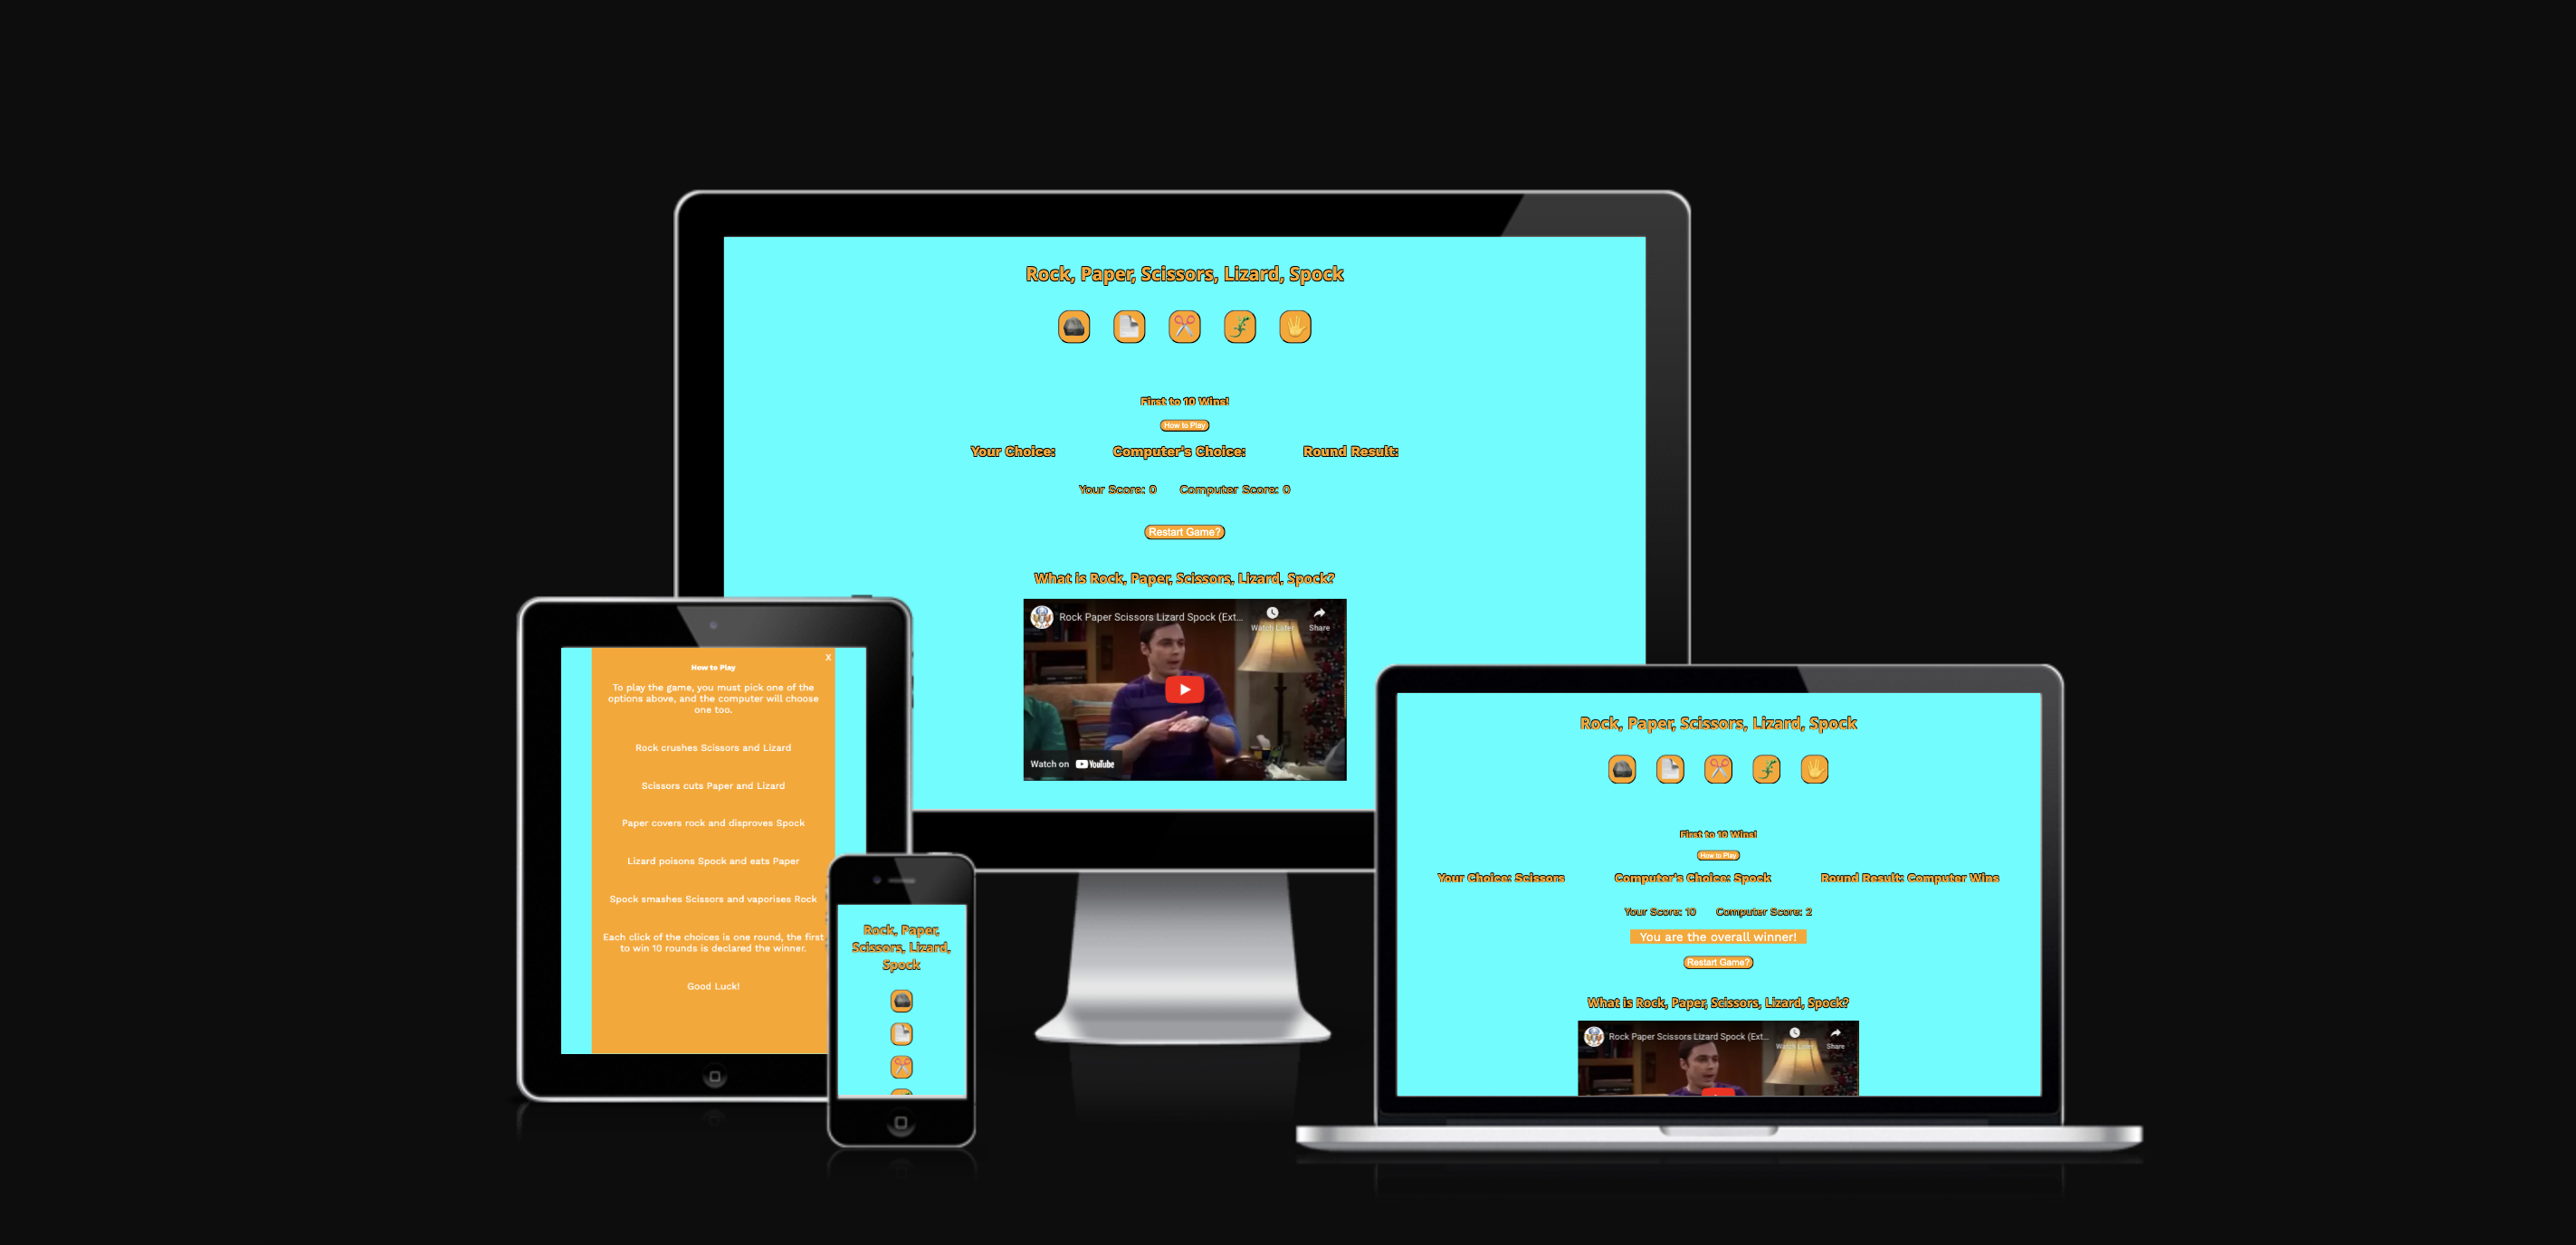 Rock, Paper, Scissors, Lizard, Spock
First to 10 Wins!
How to Play
Your Choice: Computer's Choice: Round Result:
Your Score: 0 Computer Score: 0
Restart Game?
What is Rock, Paper, Scissors, Lizard, Spock?
Rock Paper Scissors Lizard Spock (Ext...
Watch Later Share
Watch on YouTube
How to Play
X
To play the game, you must pick one of the
options above, and the computer will choose
one too.
Rock crushes Scissors and Lizard
Scissors cuts Paper and Lizard
Paper covers rock and disproves Spock
Lizard poisons Spock and eats Paper
Spock smashes Scissors and vaporises Rock
Each click of the choices is one round, the first
to win 10 rounds is declared the winner.
Good Luck!
Rock, Paper,
Scissors, Lizard,
Spock
Rock, Paper, Scissors, Lizard, Spock
First to 10 Wins!
How to Play
Your Choice: Scissors Computer's Choice: Spock Round Result: Computer Wins
Your Score: 10 Computer Score: 2
You are the overall winner!
Restart Game?
What is Rock, Paper, Scissors, Lizard, Spock?
Rock Paper Scissors Lizard Spock (Ext...
Watch Later Share